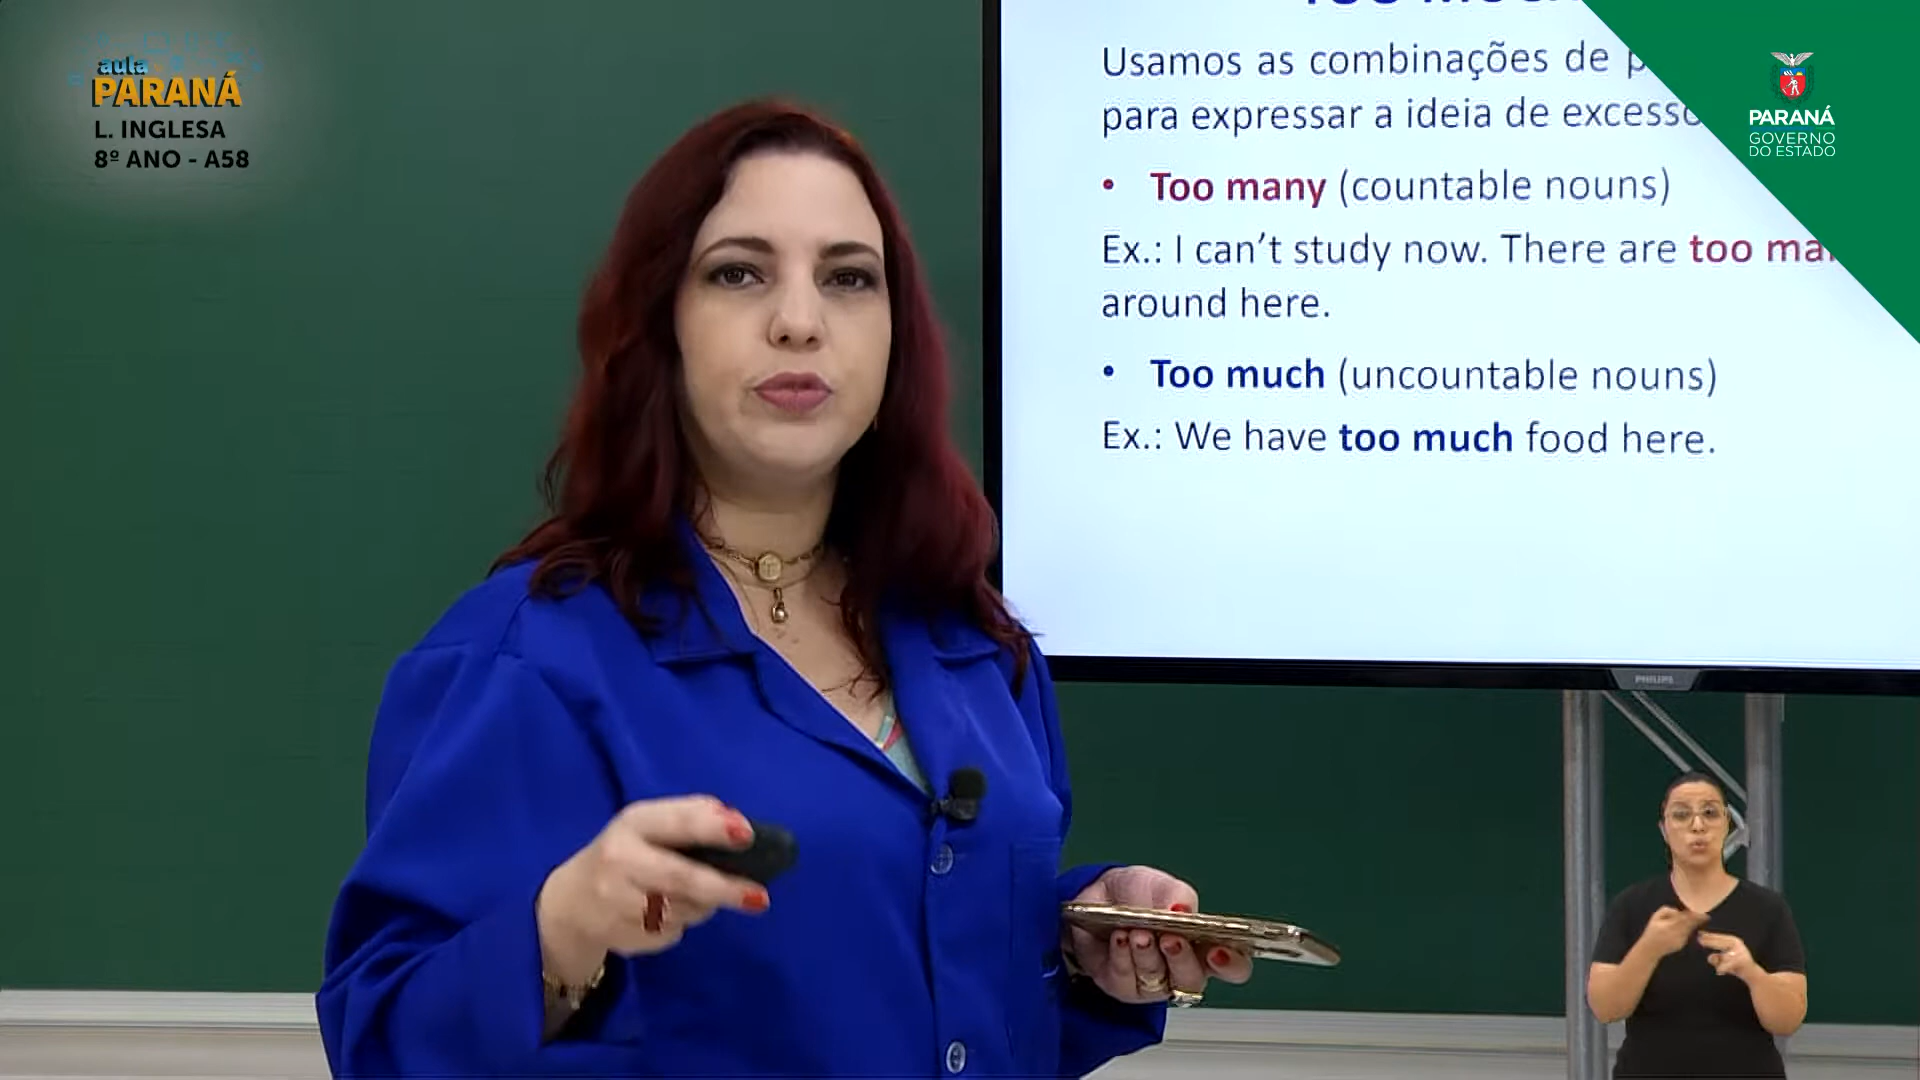 aula
PARANÁ
L. INGLESA
8º ANO - A58
TOO
Usamos as combinações de
para expressar a ideia de excesso
• Too many (countable nouns)
Ex.: I can't study now. There are too
around here.
• Too much (uncountable nouns)
Ex.: We have too much food here.
PARANÁ
GOVERNO
DO ESTADO
PHILIPS